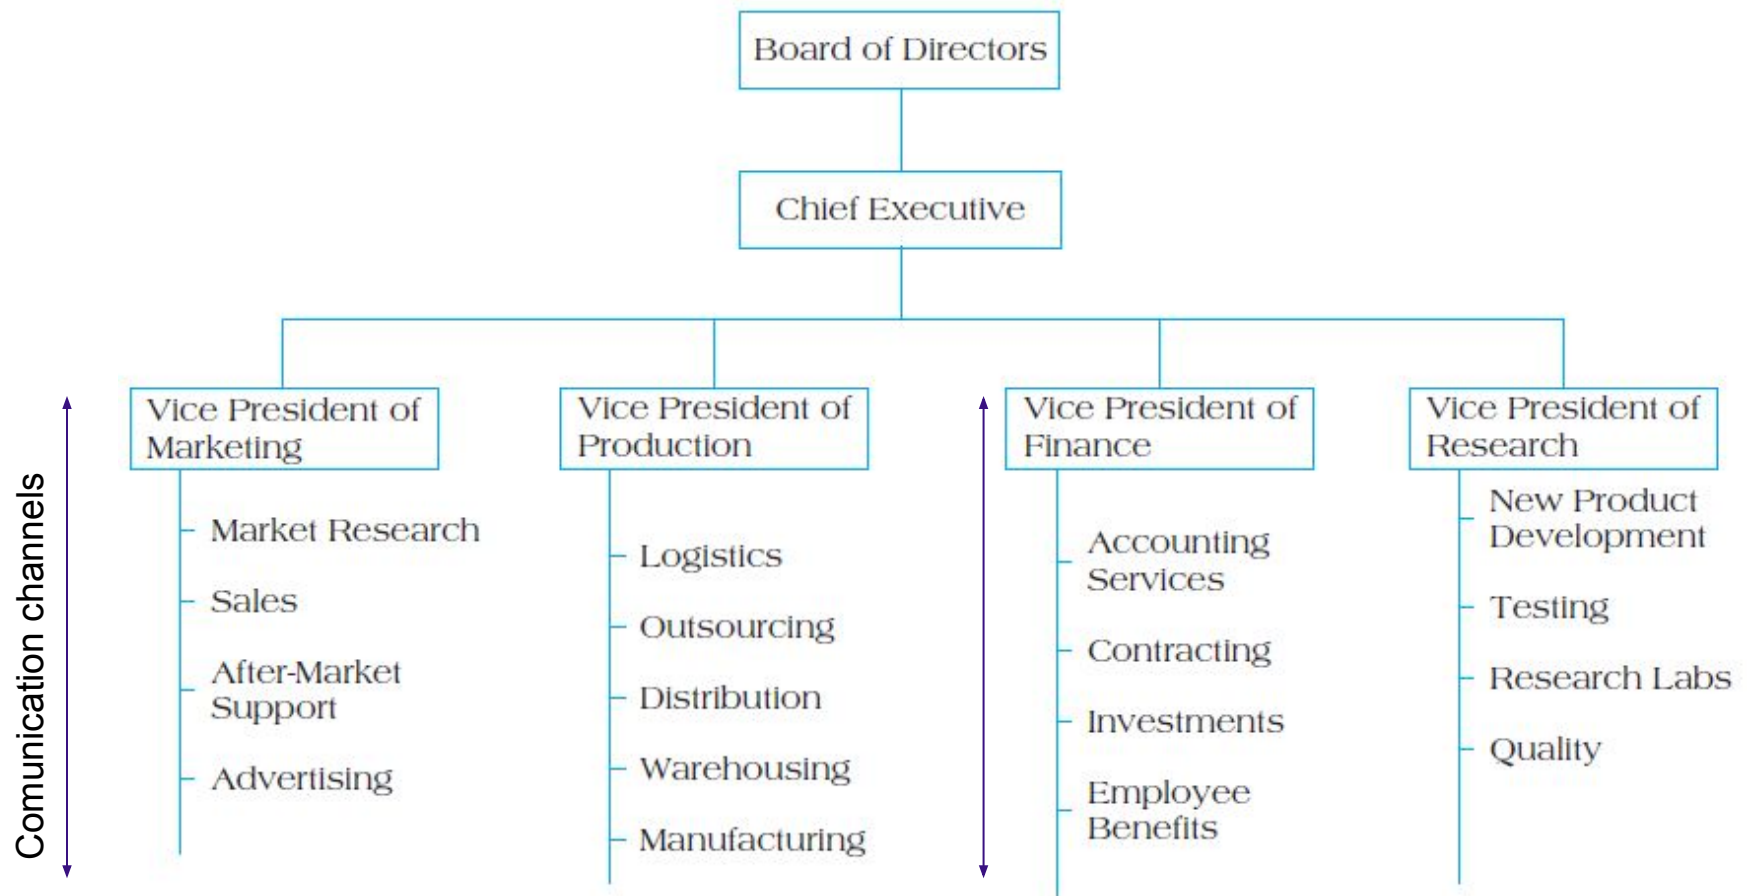 Board of Directors
Chief Executive
Vice President of
Marketing
Market Research
Sales
After-Market
Support
Advertising
Vice President of
Production
Logistics
Outsourcing
Distribution
Warehousing
Manufacturing
Vice President of
Finance
Accounting
Services
Contracting
Investments
Employee
Benefits
Vice President of
Research
New Product
Development
Testing
Research Labs
Quality
Comunication channels